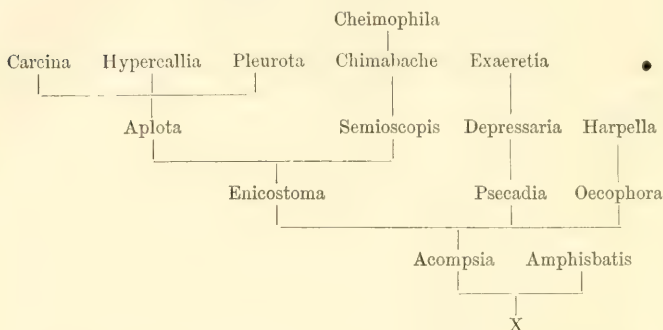 Cheimophila
Carcina Hypercallia Pleurota Chimabache Exaeretia
Aplota Semioscopis Depressaria Harpella
Enicostoma Psecadia Oecophora
Acompsia Amphisbatis
X